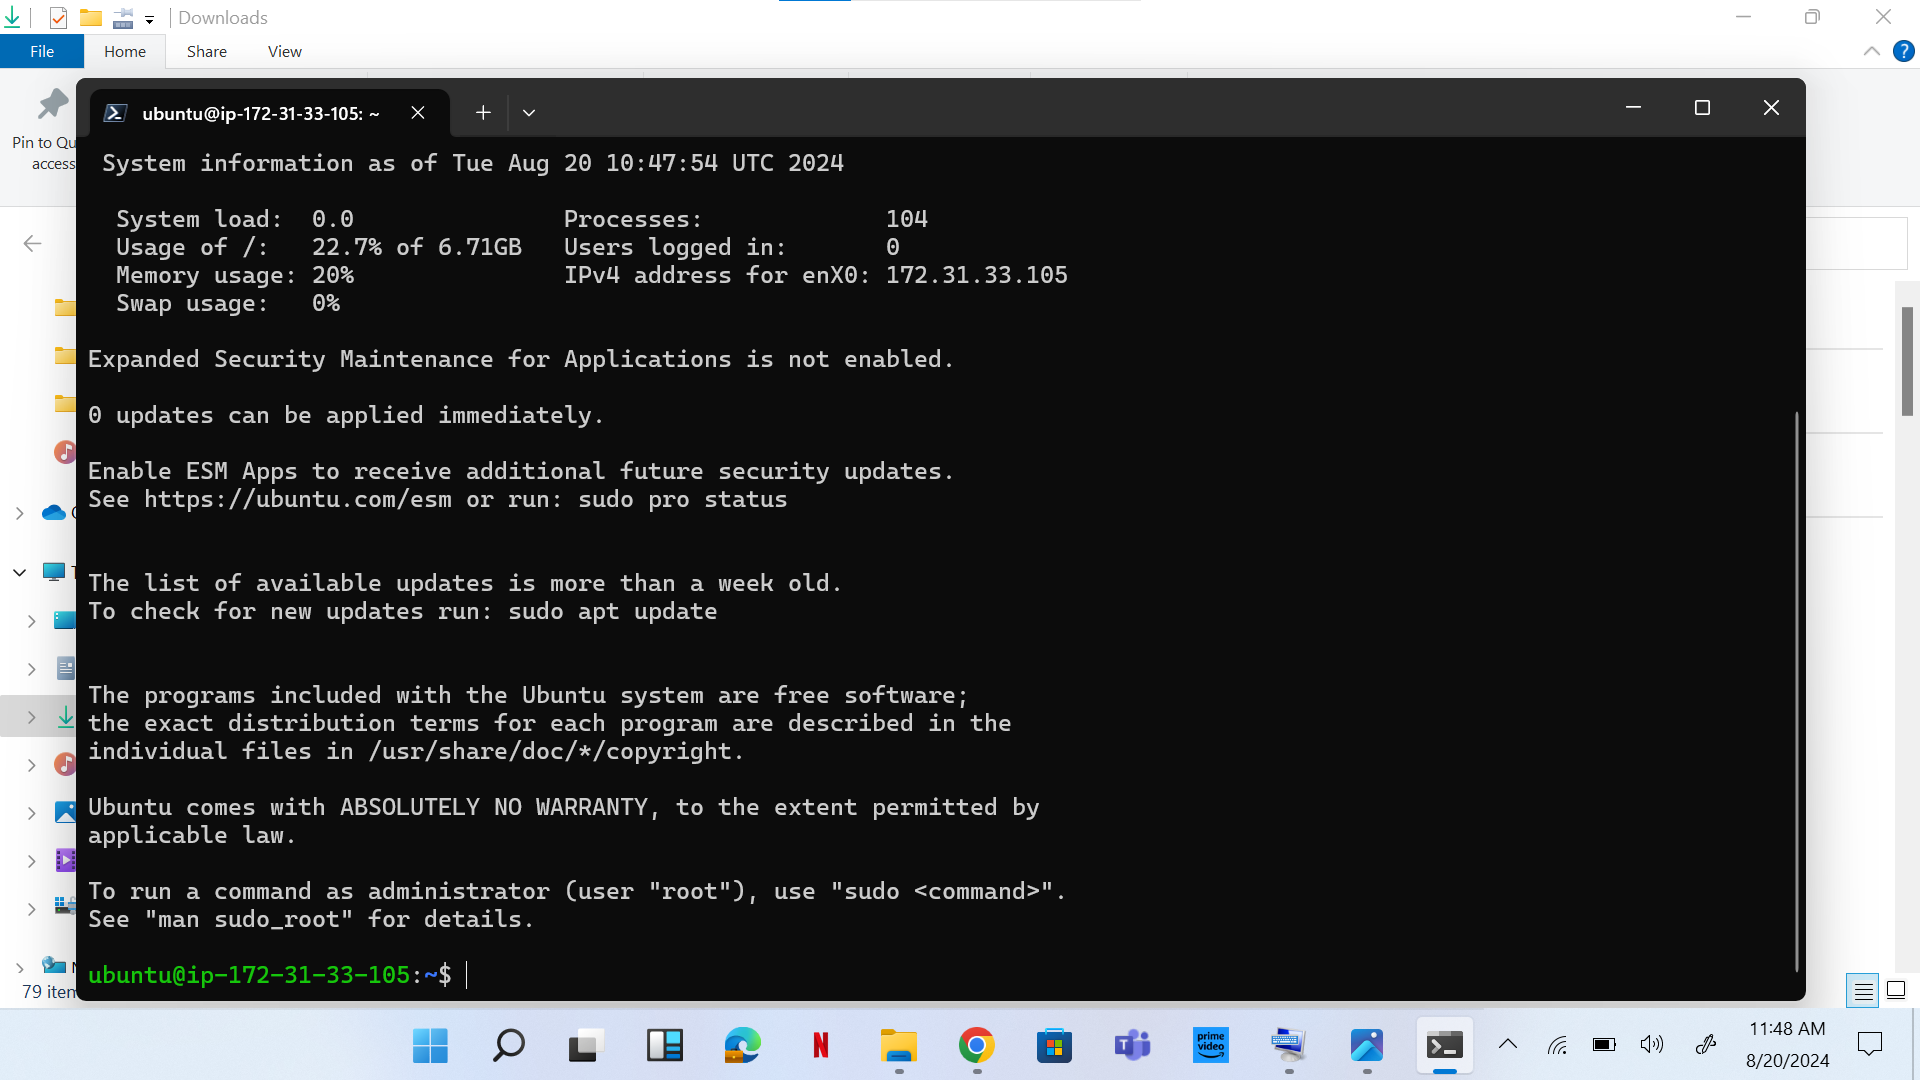 Downloads
File Home Share View
Pin to Qu
access
ubuntu@ip-172-31-33-105: ~
System information as of Tue Aug 20 10:47:54 UTC 2024
System load: 0.0 Processes: 104
Usage of /: 22.7% of 6.71GB Users logged in: 0
Memory usage: 20% IPv4 address for enX0: 172.31.33.105
Swap usage: 0%
Expanded Security Maintenance for Applications is not enabled.
0 updates can be applied immediately.
Enable ESM Apps to receive additional future security updates.
See https://ubuntu.com/esm or run: sudo pro status
The list of available updates is more than a week old.
To check for new updates run: sudo apt update
The programs included with the Ubuntu system are free software;
the exact distribution terms for each program are described in the
individual files in /usr/share/doc/*/copyright.
Ubuntu comes with ABSOLUTELY NO WARRANTY, to the extent permitted by
applicable law.
To run a command as administrator (user "root"), use "sudo <command>".
See "man sudo_root" for details.
ubuntu@ip-172-31-33-105:~$
79 item
prime
video
11:48 AM
8/20/2024